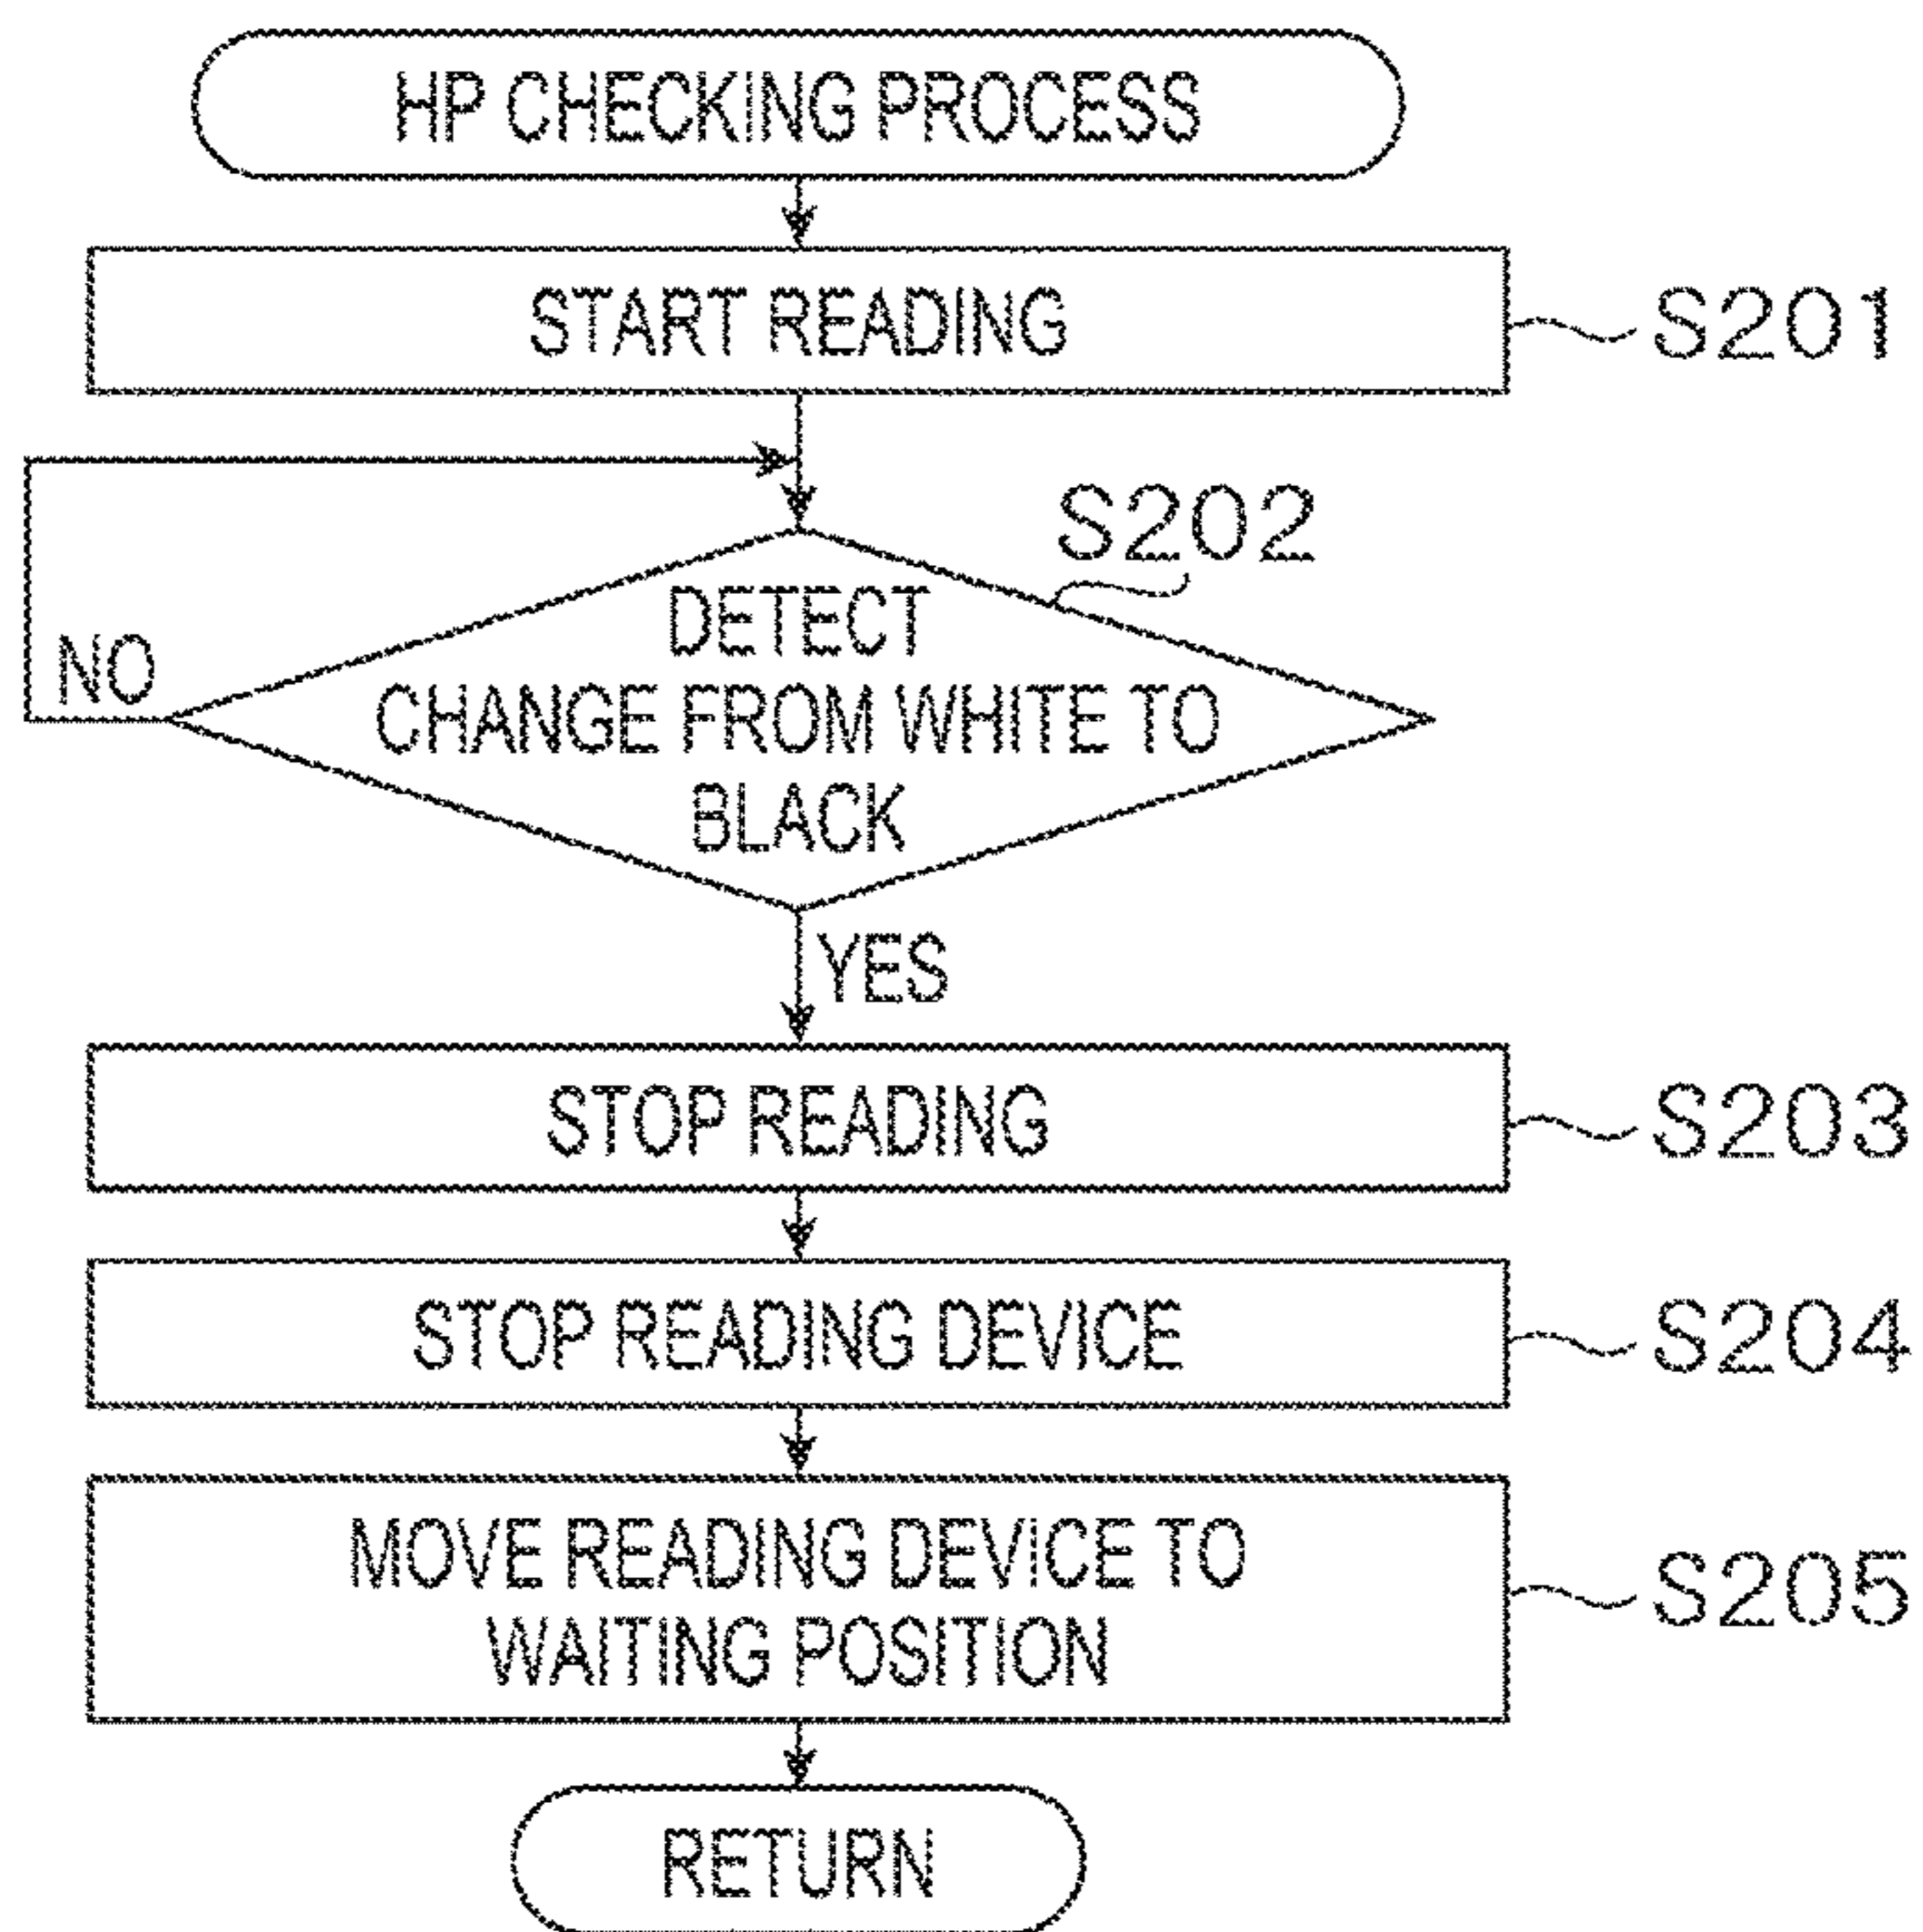 HP CHECKING PROCESS
START READING
S201
S202
DETECT
CHANGE FROM WHITE TO
BLACK
NO
YES
STOP READING
S203
STOP READING DEVICE
S204
MOVE READING DEVICE TO
WAITING POSITION
S205
RETURN